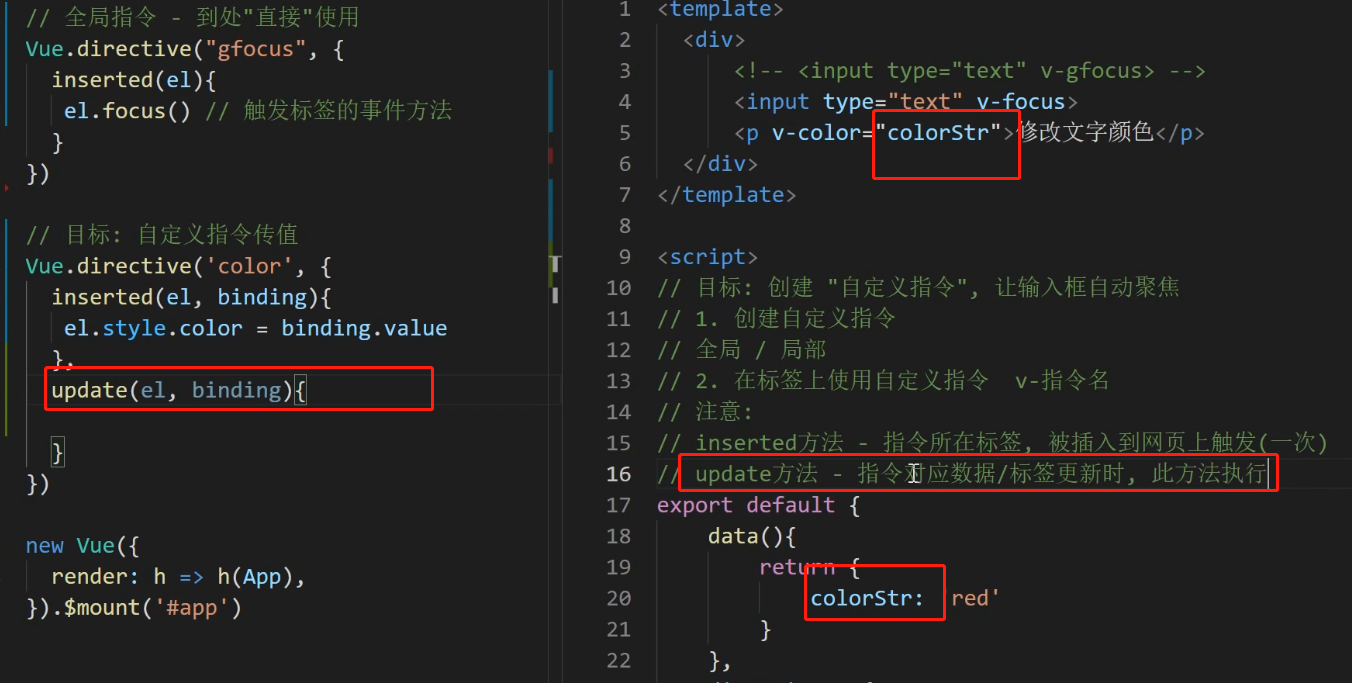 // 全局指令 - 到处"直接"使用
Vue.directive("gfocus", {
inserted(el){
el.focus() // 触发标签的事件方法
}
})
// 目标: 自定义指令传值
Vue.directive('color', {
inserted(el, binding){
el.style.color = binding.value
},
update(el, binding){
}
})
new Vue({
render: h => h(App),
}).$mount('#app')
1 <template>
2 <div>
3 <!-- <input type="text" v-gfocus> -->
4 <input type="text" v-focus>
5 <p v-color="colorStr">修改文字颜色</p>
6 </div>
7 </template>
8
9 <script>
10 // 目标: 创建 "自定义指令", 让输入框自动聚焦
11 // 1. 创建自定义指令
12 // 全局 / 局部
13 // 2. 在标签上使用自定义指令 v-指令名
14 // 注意:
15 // inserted方法 - 指令所在标签, 被插入到网页上触发(一次)
16 // update方法 - 指令对应数据/标签更新时, 此方法执行
17 export default {
18 data(){
19 return {
20 colorStr: 'red'
21 }
22 },